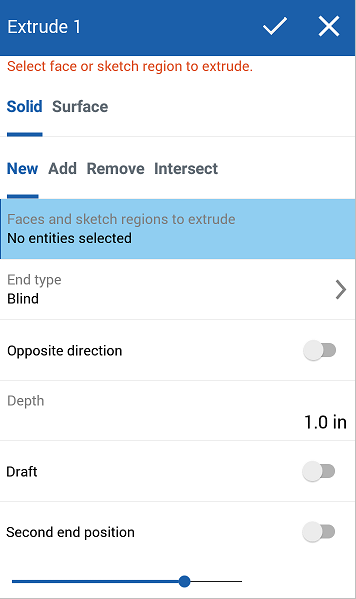 Extrude 1
Select face or sketch region to extrude.
Solid Surface
New Add Remove Intersect
Faces and sketch regions to extrude
No entities selected
End type
Blind
Opposite direction
Depth
1.0 in
Draft
Second end position